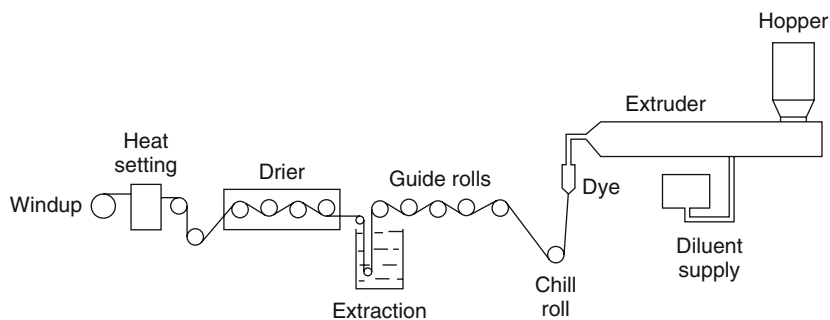 Hopper
Extruder
Heat
setting
Drier
Guide rolls
Dye
Windup
Diluent
supply
Chill
roll
Extraction